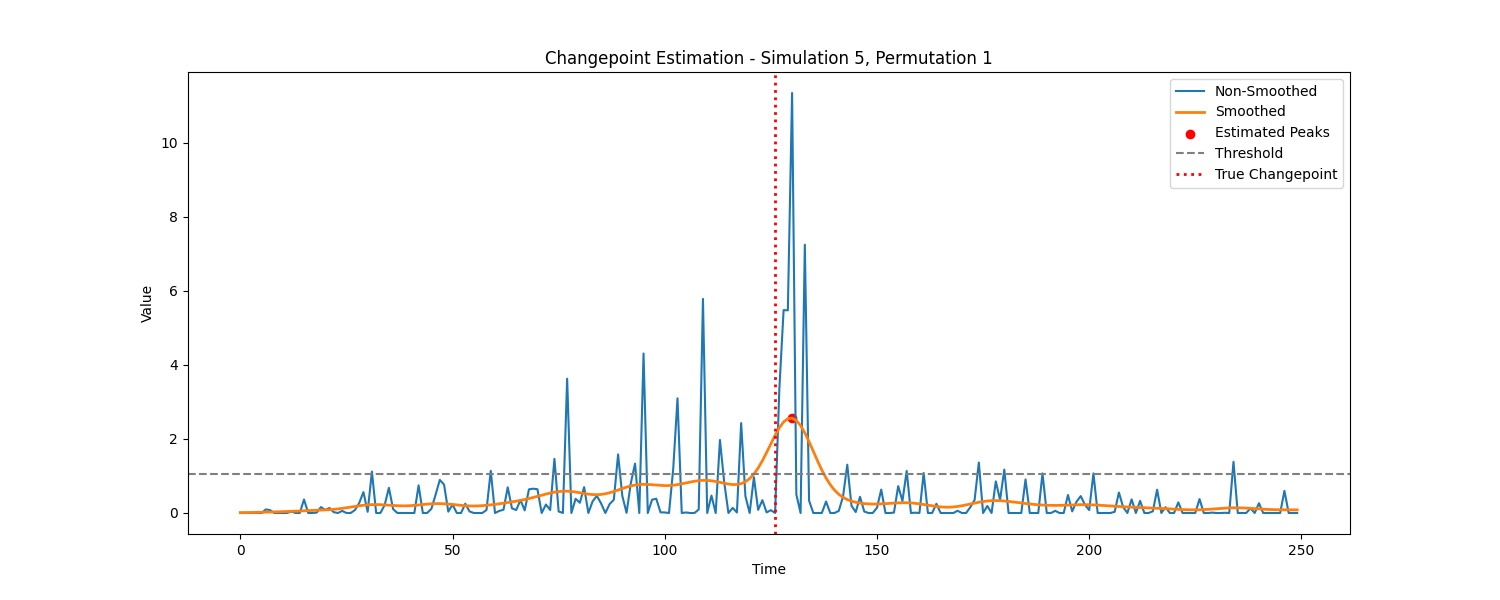 Changepoint Estimation - Simulation 5, Permutation 1
Non-Smoothed
Smoothed
Estimated Peaks
Threshold
True Changepoint
10
8
6
4
2
0
Value
0 50 100 150 200 250
Time